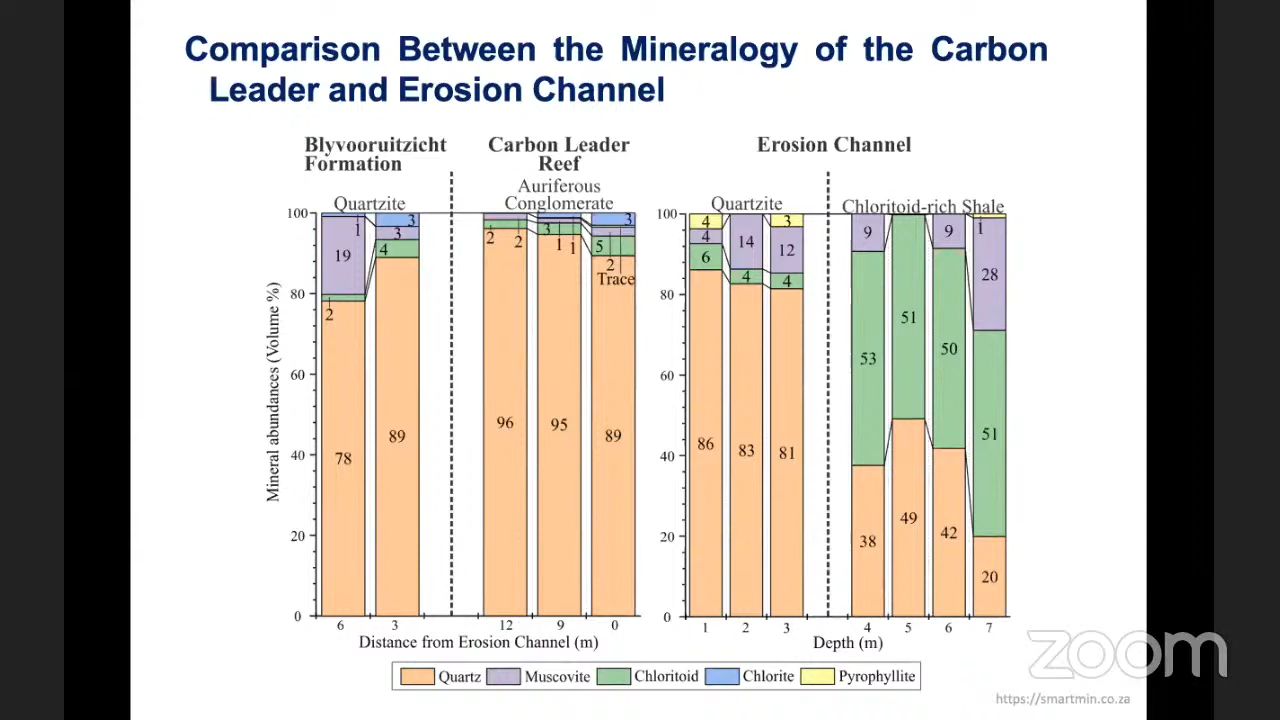 Comparison Between the Mineralogy of the Carbon
Leader and Erosion Channel
Blyvooruitzicht
Formation
Carbon Leader
Reef
Erosion Channel
Quartzite
Auriferous
Conglomerate
Quartzite
Chloritoid-rich Shale
Mineral abundances (Volume %)
100
80
60
40
20
0
1
19
2
78
3
3
4
89
2
2
96
3
1
1
95
3
5
2
Trace
89
100
80
60
40
20
0
4
4
6
86
14
4
83
3
12
4
81
9
53
38
51
49
9
50
42
1
28
51
20
6 3 12 9 0
Distance from Erosion Channel (m)
1 2 3 4 5 6 7
Depth (m)
Quartz Muscovite Chloritoid Chlorite Pyrophyllite
zoom
https://smartmin.co.za